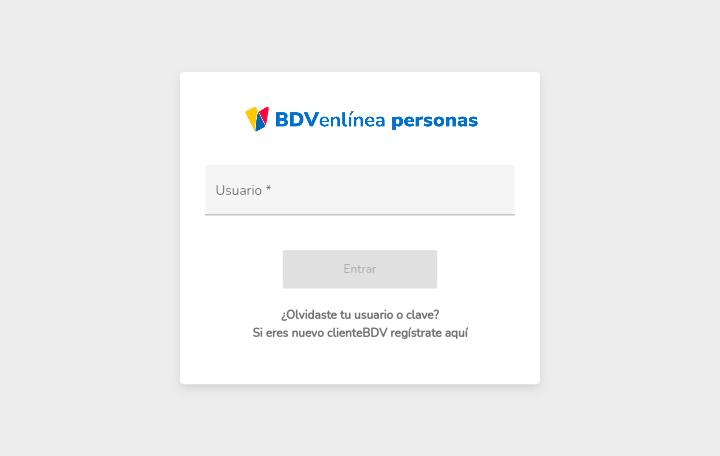 BDVenlínea personas
Usuario *
Entrar
¿Olvidaste tu usuario o clave?
Si eres nuevo clienteBDV regístrate aquí